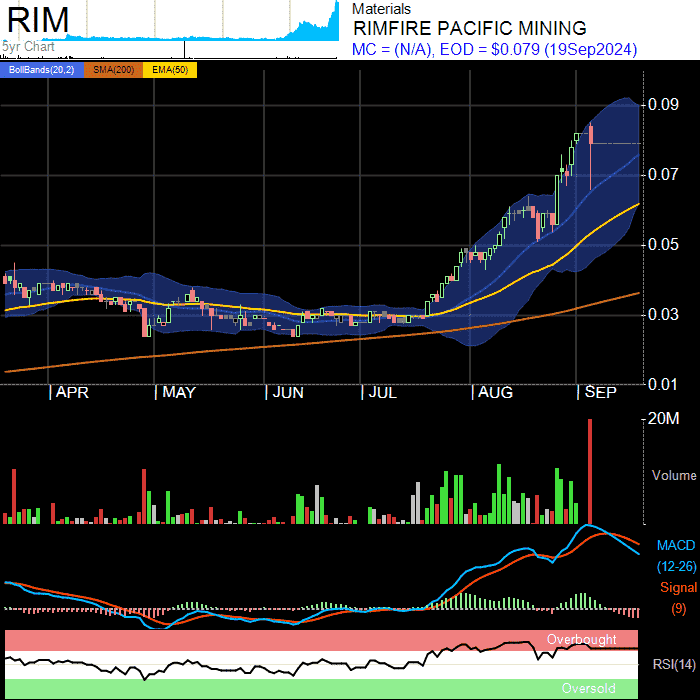 RIM
5yr Chart
Materials
RIMFIRE PACIFIC MINING
MC = (N/A), EOD = $0.079 (19Sep2024)
BollBands(20,2) SMA(200) EMA(50)
0.09
0.07
0.05
0.03
0.01
APR MAY JUN JUL AUG SEP
20M
Volume
MACD
(12-26)
Signal
(9)
Overbought
RSI(14)
Oversold